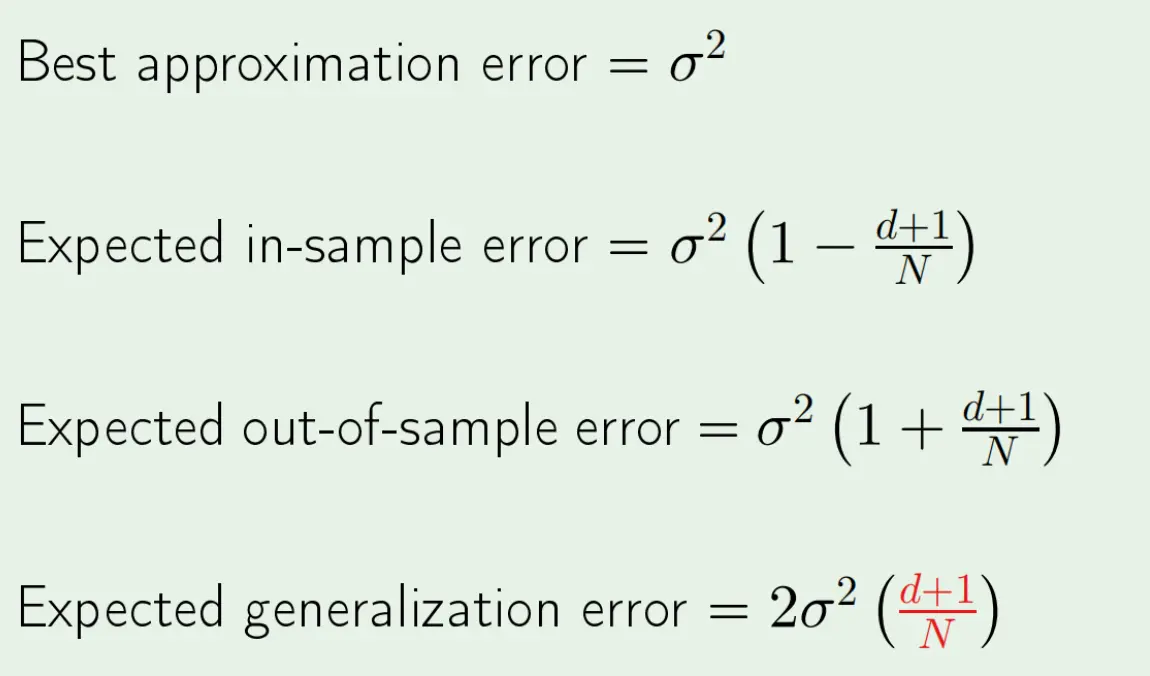 Best approximation error = σ²
Expected in-sample error = σ² (1 − (d+1)/N)
Expected out-of-sample error = σ² (1 + (d+1)/N)
Expected generalization error = 2σ² ((d+1)/N)